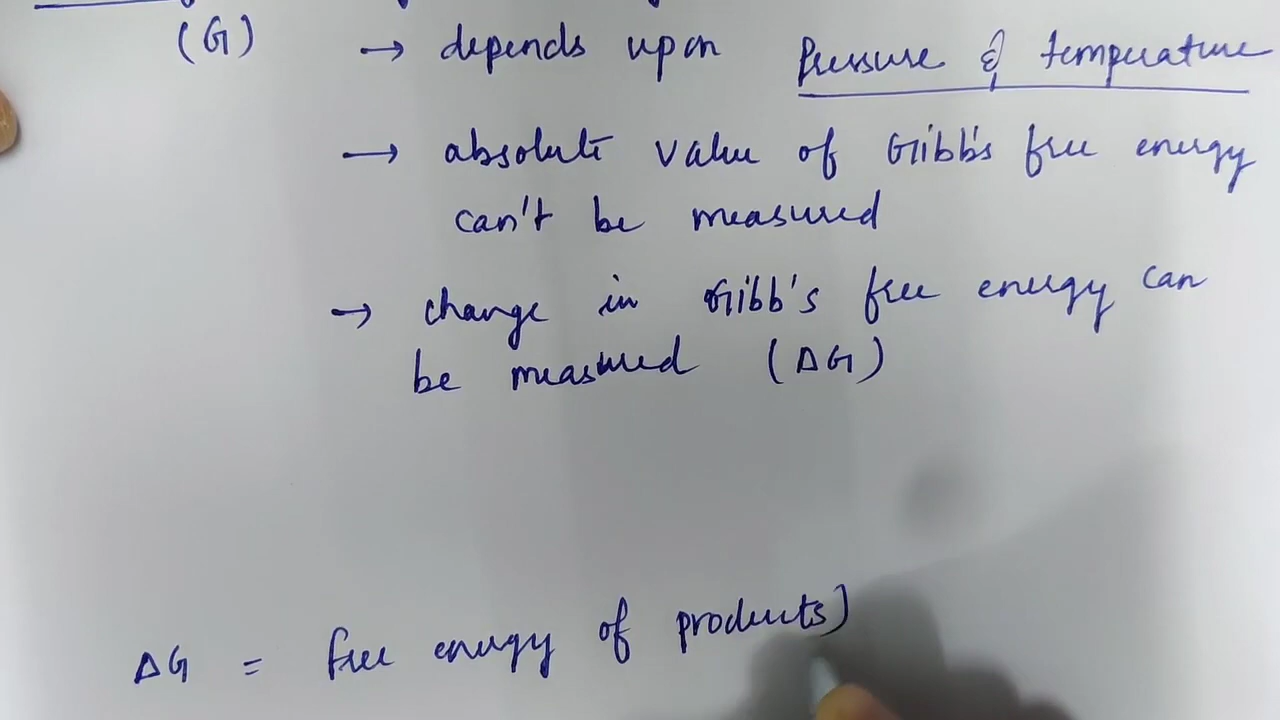 (G) → depends upon Pressure & temperature
→ absolute value of Gibb's free energy
can't be measured
→ change in Gibb's free energy can
be measured (ΔG)
ΔG = free energy of products)